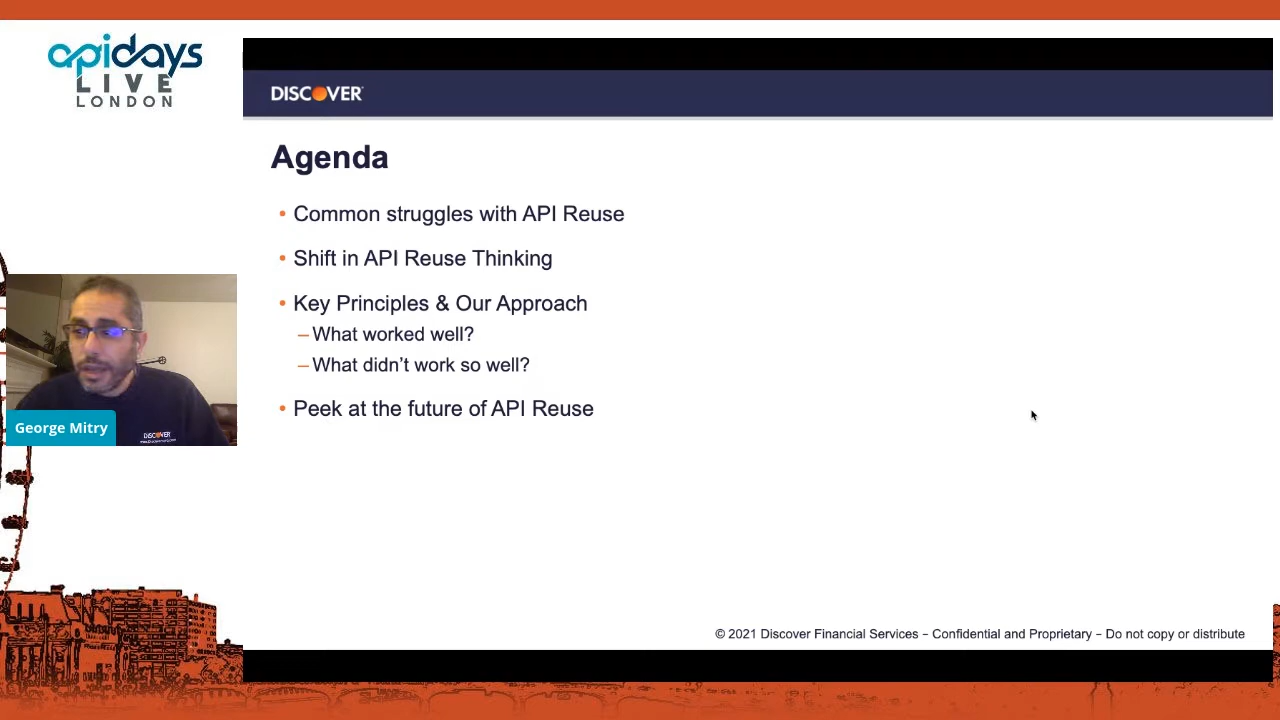 apidays
LIVE
LONDON
DISCOVER
Agenda
• Common struggles with API Reuse
• Shift in API Reuse Thinking
• Key Principles & Our Approach
– What worked well?
– What didn't work so well?
• Peek at the future of API Reuse
George Mitry
DISCOVER
© 2021 Discover Financial Services – Confidential and Proprietary – Do not copy or distribute